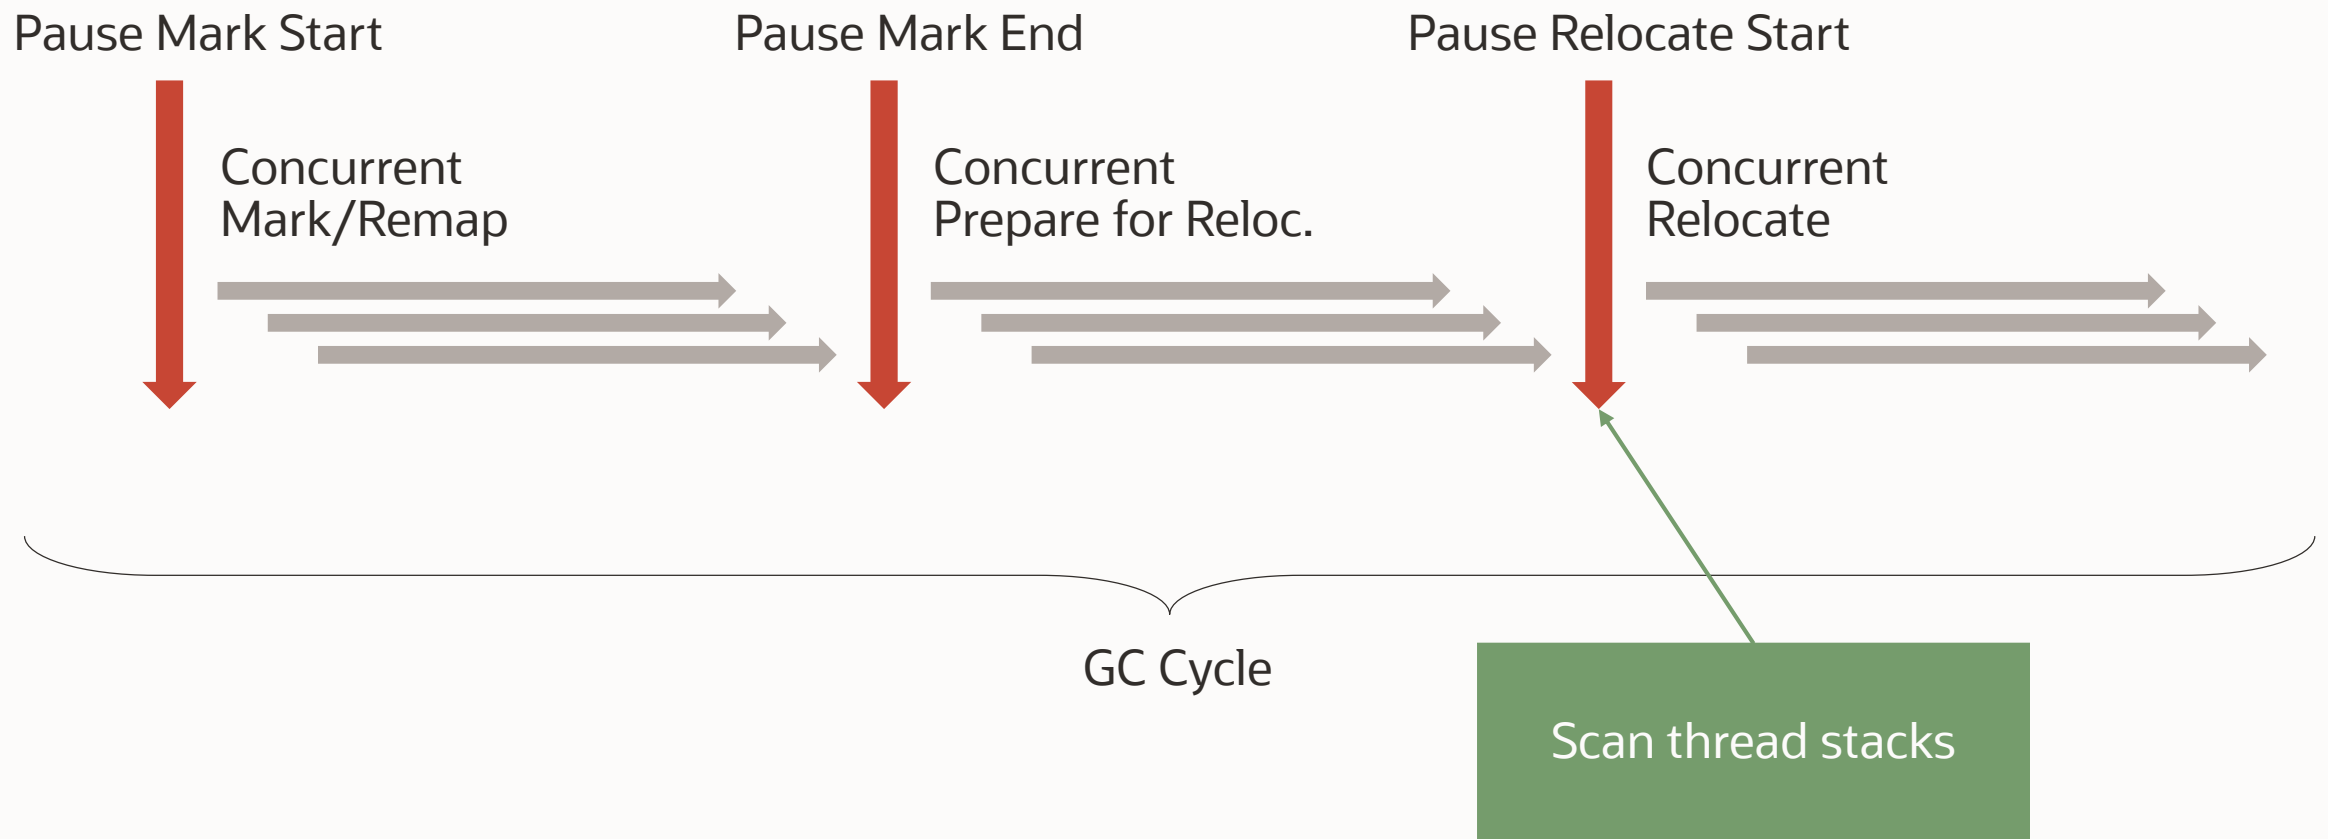 Pause Mark Start
Pause Mark End
Pause Relocate Start
Concurrent
Mark/Remap
Concurrent
Prepare for Reloc.
Concurrent
Relocate
GC Cycle
Scan thread stacks